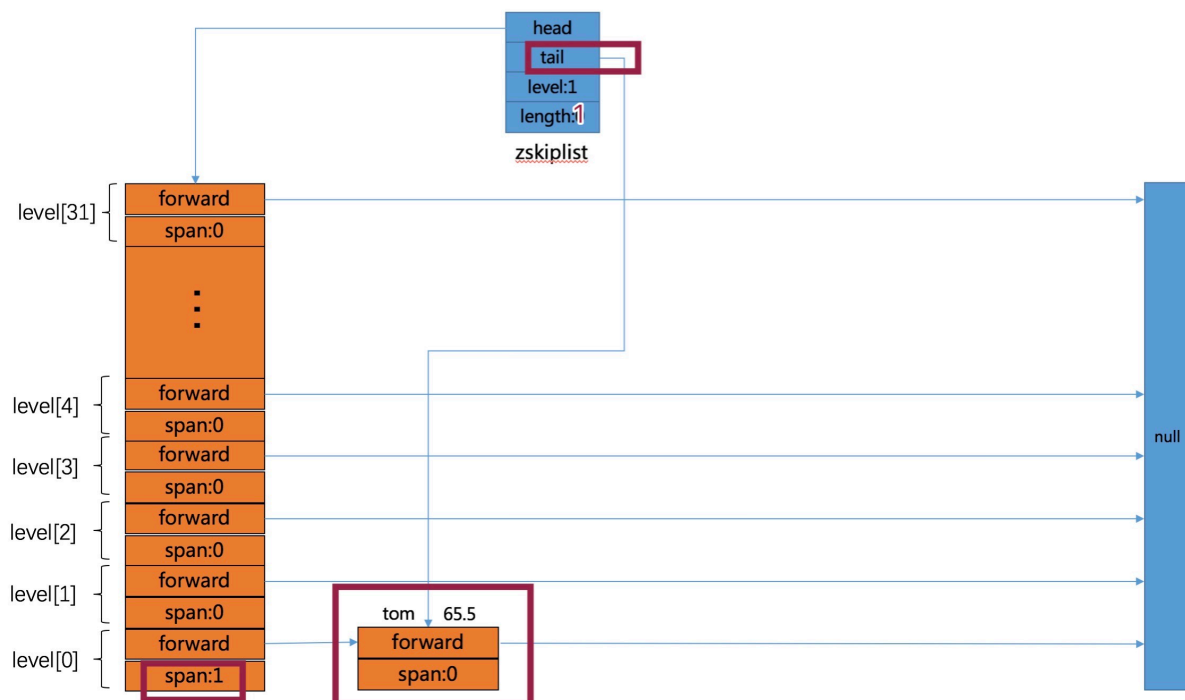 head
tail
level:1
length:1
zskiplist
level[31]
forward
span:0
⋮
level[4]
forward
span:0
level[3]
forward
span:0
level[2]
forward
span:0
level[1]
forward
span:0
level[0]
forward
span:1
tom 65.5
forward
span:0
null